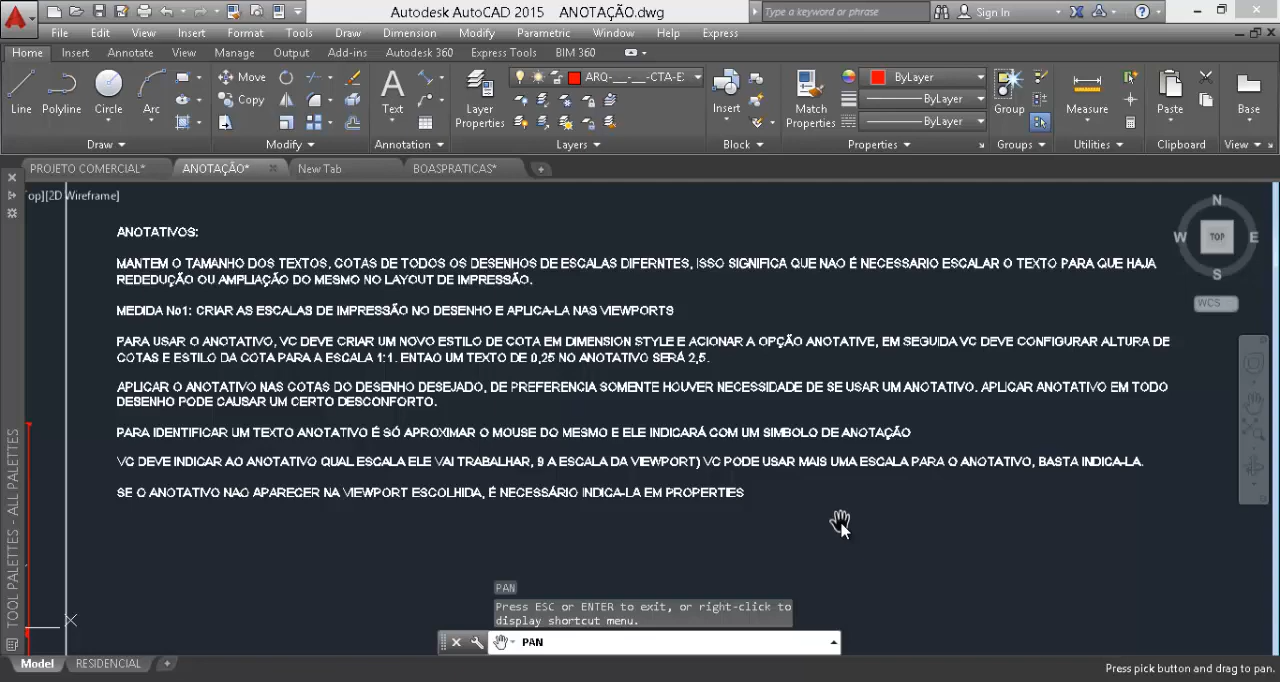 Autodesk AutoCAD 2015 ANOTAÇÃO.dwg
Type a keyword or phrase
Sign In
File Edit View Insert Format Tools Draw Dimension Modify Parametric Window Help Express
Home Insert Annotate View Manage Output Add-ins Autodesk 360 Express Tools BIM 360
Line Polyline Circle Arc
Move
Copy
Text
Layer Properties
ARQ-___-___-CTA-E
Insert
Match Properties
ByLayer
ByLayer
ByLayer
Group
Measure
Paste
Base
Draw Modify Annotation Layers Block Properties Groups Utilities Clipboard View
PROJETO COMERCIAL* ANOTAÇÃO* New Tab BOASPRATICAS*
op][2D Wireframe]
N
W TOP E
S
WCS
ANOTATIVOS:
MANTEM O TAMANHO DOS TEXTOS, COTAS DE TODOS OS DESENHOS DE ESCALAS DIFERNTES, ISSO SIGNIFICA QUE NAO É NECESSARIO ESCALAR O TEXTO PARA QUE HAJA
REDEDUÇÃO OU AMPLIAÇÃO DO MESMO NO LAYOUT DE IMPRESSÃO.
MEDIDA No1: CRIAR AS ESCALAS DE IMPRESSÃO NO DESENHO E APLICA-LA NAS VIEWPORTS
PARA USAR O ANOTATIVO, VC DEVE CRIAR UM NOVO ESTILO DE COTA EM DIMENSION STYLE E ACIONAR A OPÇÃO ANOTATIVE, EM SEGUIDA VC DEVE CONFIGURAR ALTURA DE
COTAS E ESTILO DA COTA PARA A ESCALA 1:1. ENTAO UM TEXTO DE 0,25 NO ANOTATIVO SERÁ 2,5.
APLICAR O ANOTATIVO NAS COTAS DO DESENHO DESEJADO, DE PREFERENCIA SOMENTE HOUVER NECESSIDADE DE SE USAR UM ANOTATIVO. APLICAR ANOTATIVO EM TODO
DESENHO PODE CAUSAR UM CERTO DESCONFORTO.
PARA IDENTIFICAR UM TEXTO ANOTATIVO É SÓ APROXIMAR O MOUSE DO MESMO E ELE INDICARÁ COM UM SIMBOLO DE ANOTAÇÃO
VC DEVE INDICAR AO ANOTATIVO QUAL ESCALA ELE VAI TRABALHAR, 9 A ESCALA DA VIEWPORT) VC PODE USAR MAIS UMA ESCALA PARA O ANOTATIVO, BASTA INDICA-LA.
SE O ANOTATIVO NAO APARECER NA VIEWPORT ESCOLHIDA, É NECESSÁRIO INDICA-LA EM PROPERTIES
TOOL PALETTES - ALL PALETTES
PAN
Press ESC or ENTER to exit, or right-click to
display shortcut menu.
PAN
Model RESIDENCIAL
Press pick button and drag to pan.